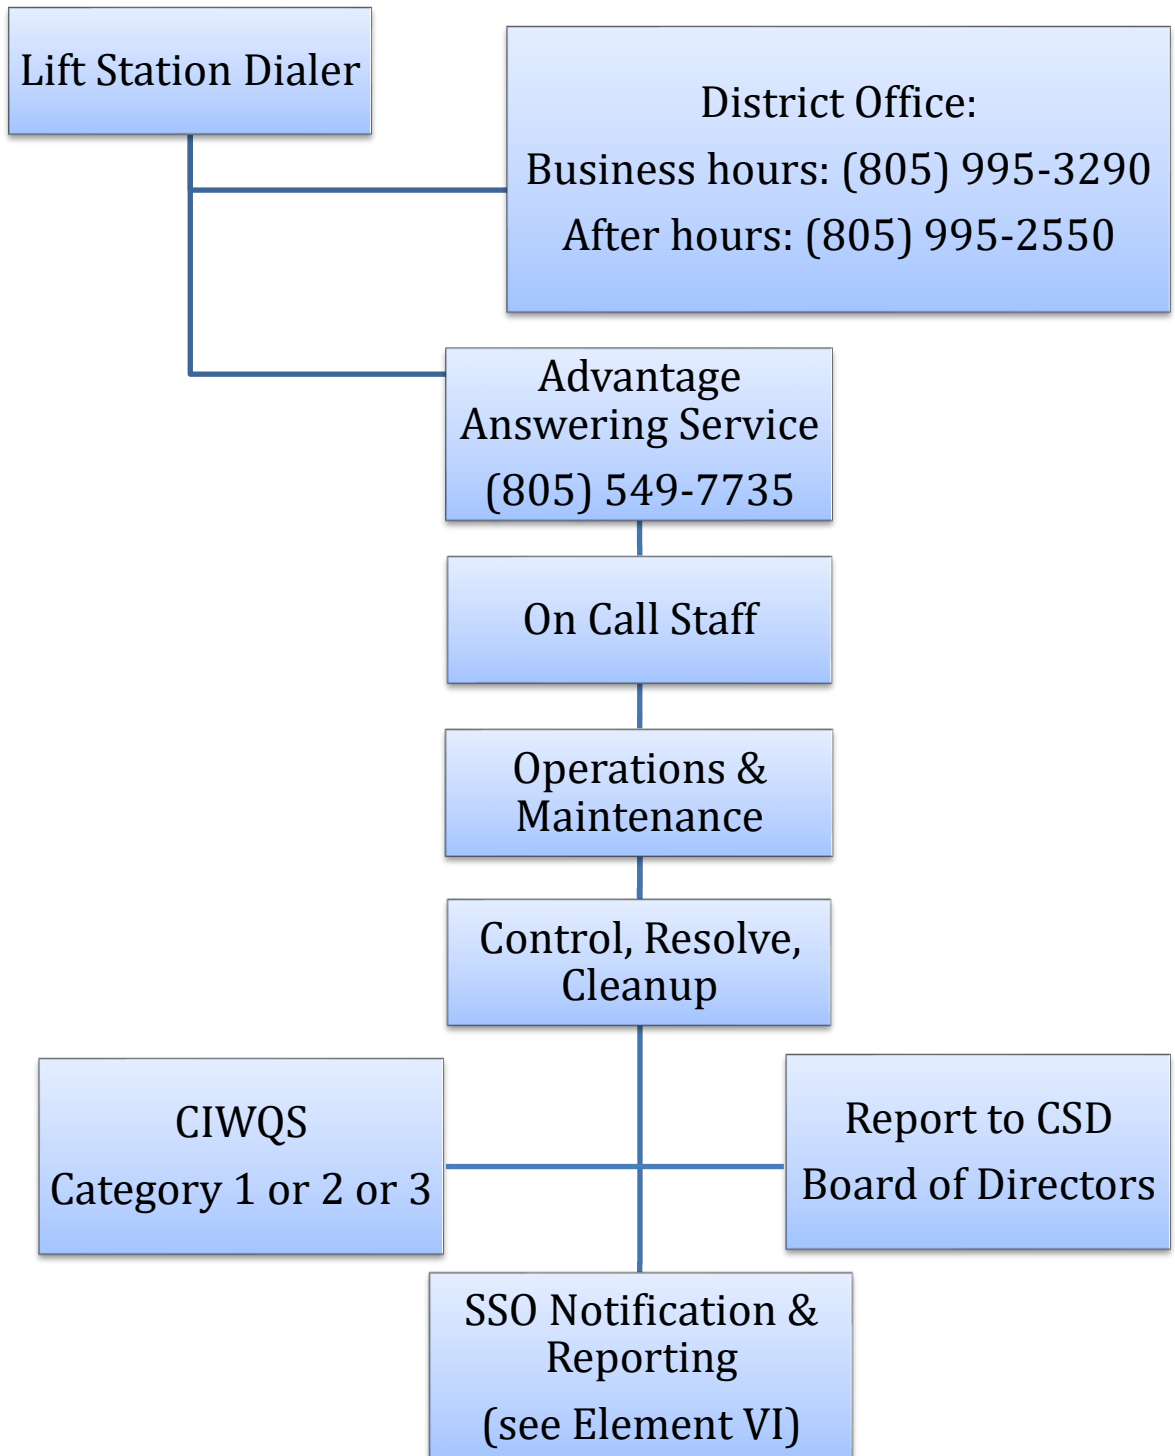 Lift Station Dialer
District Office:
Business hours: (805) 995-3290
After hours: (805) 995-2550
Advantage
Answering Service
(805) 549-7735
On Call Staff
Operations &
Maintenance
Control, Resolve,
Cleanup
CIWQS
Category 1 or 2 or 3
Report to CSD
Board of Directors
SSO Notification &
Reporting
(see Element VI)